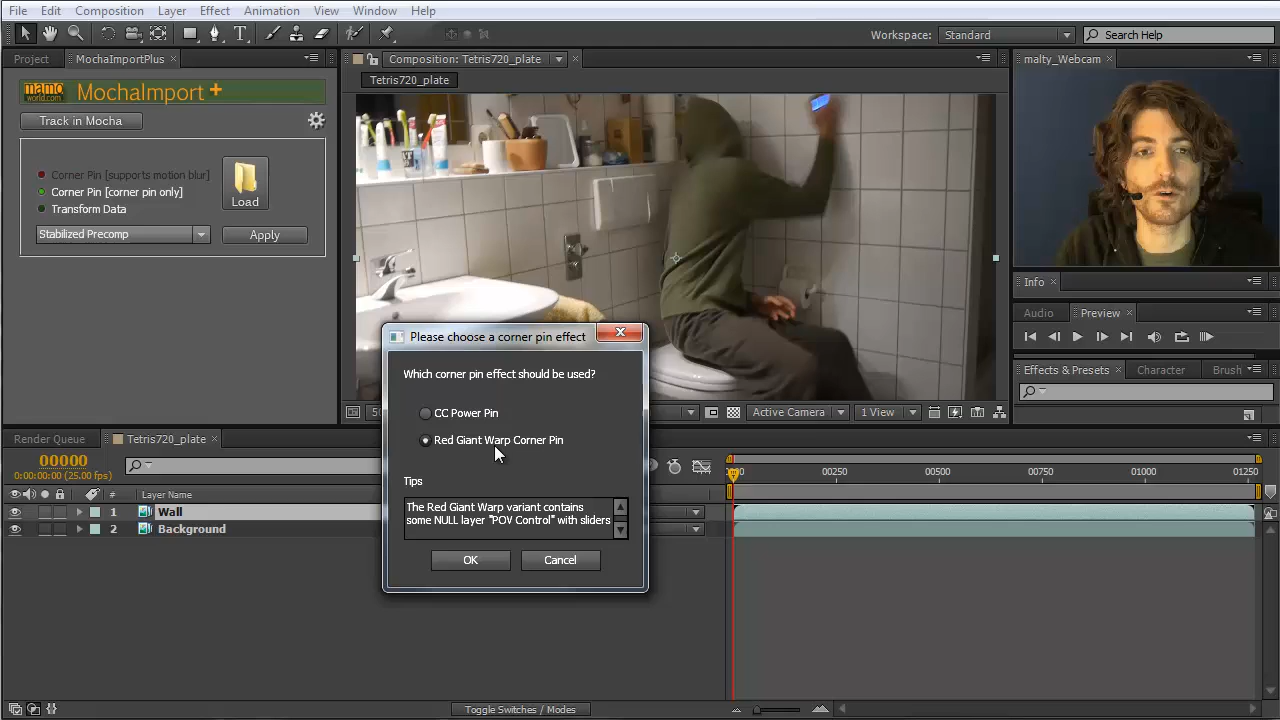 File Edit Composition Layer Effect Animation View Window Help
Workspace: Standard Search Help
Project MochaImportPlus Composition: Tetris720_plate malty_Webcam
Tetris720_plate
mamo world.com MochaImport +
Track in Mocha
Corner Pin [supports motion blur]
Corner Pin [corner pin only]
Transform Data
Load
Stabilized Precomp Apply
Info
Audio Preview
Effects & Presets Character Brush
Please choose a corner pin effect
Which corner pin effect should be used?
CC Power Pin
Red Giant Warp Corner Pin
Tips
The Red Giant Warp variant contains
some NULL layer "POV Control" with sliders
OK Cancel
Active Camera 1 View
Render Queue Tetris720_plate
00000
0:00:00:00 (25.00 fps)
00250 00500 00750 01000 01250
# Layer Name
1 Wall
2 Background
Toggle Switches / Modes